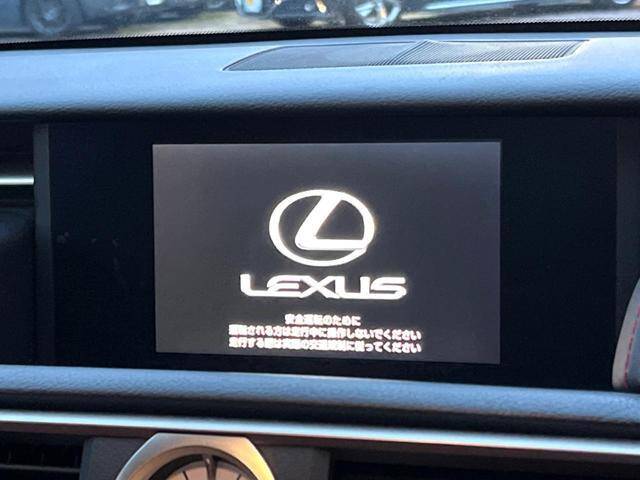 LEXUS
安全運転のために
運転される方は走行中に操作しないでください
走行する際は実際の交通規制に従ってください